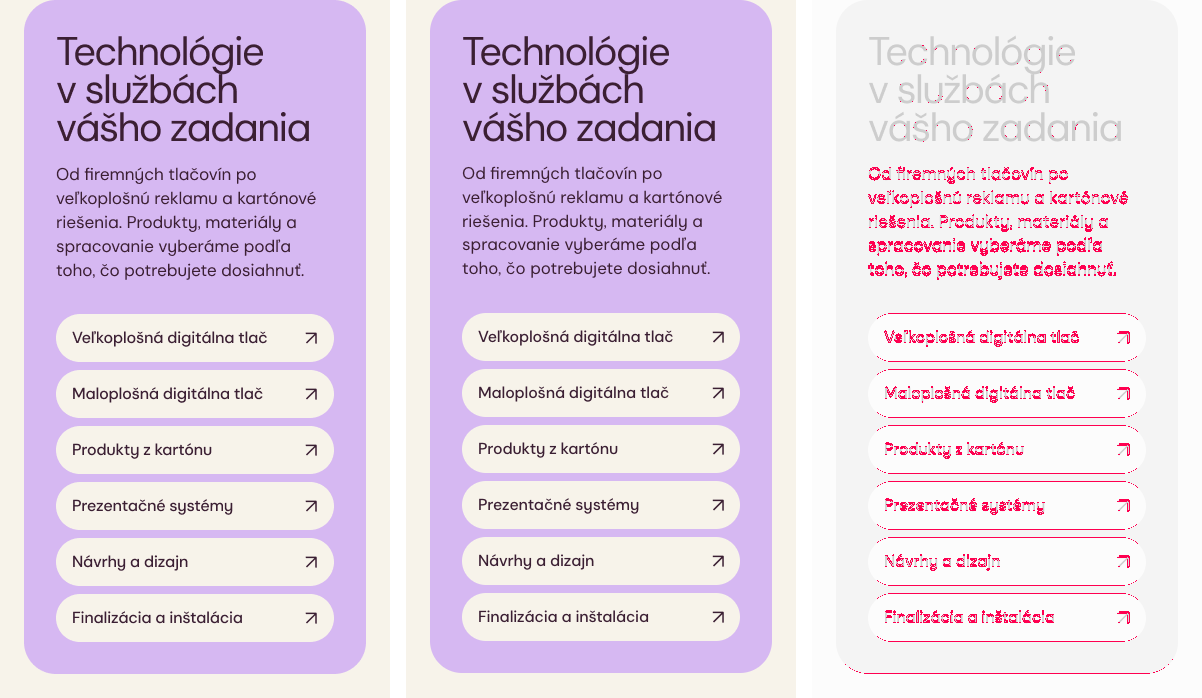 Technológie
v službách
vášho zadania
Od firemných tlačovín po
veľkoplošnú reklamu a kartónové
riešenia. Produkty, materiály a
spracovanie vyberáme podľa
toho, čo potrebujete dosiahnuť.
Veľkoplošná digitálna tlač
Maloplošná digitálna tlač
Produkty z kartónu
Prezentačné systémy
Návrhy a dizajn
Finalizácia a inštalácia
Technológie
v službách
vášho zadania
Od firemných tlačovín po
veľkoplošnú reklamu a kartónové
riešenia. Produkty, materiály a
spracovanie vyberáme podľa
toho, čo potrebujete dosiahnuť.
Veľkoplošná digitálna tlač
Maloplošná digitálna tlač
Produkty z kartónu
Prezentačné systémy
Návrhy a dizajn
Finalizácia a inštalácia
Technológie
v službách
vášho zadania
Od firemných tlačovín po
veľkoplošnú reklamu a kartónové
riešenia. Produkty, materiály a
spracovanie vyberáme podľa
toho, čo potrebujete dosiahnuť.
Veľkoplošná digitálna tlač
Maloplošná digitálna tlač
Produkty z kartónu
Prezentačné systémy
Návrhy a dizajn
Finalizácia a inštalácia